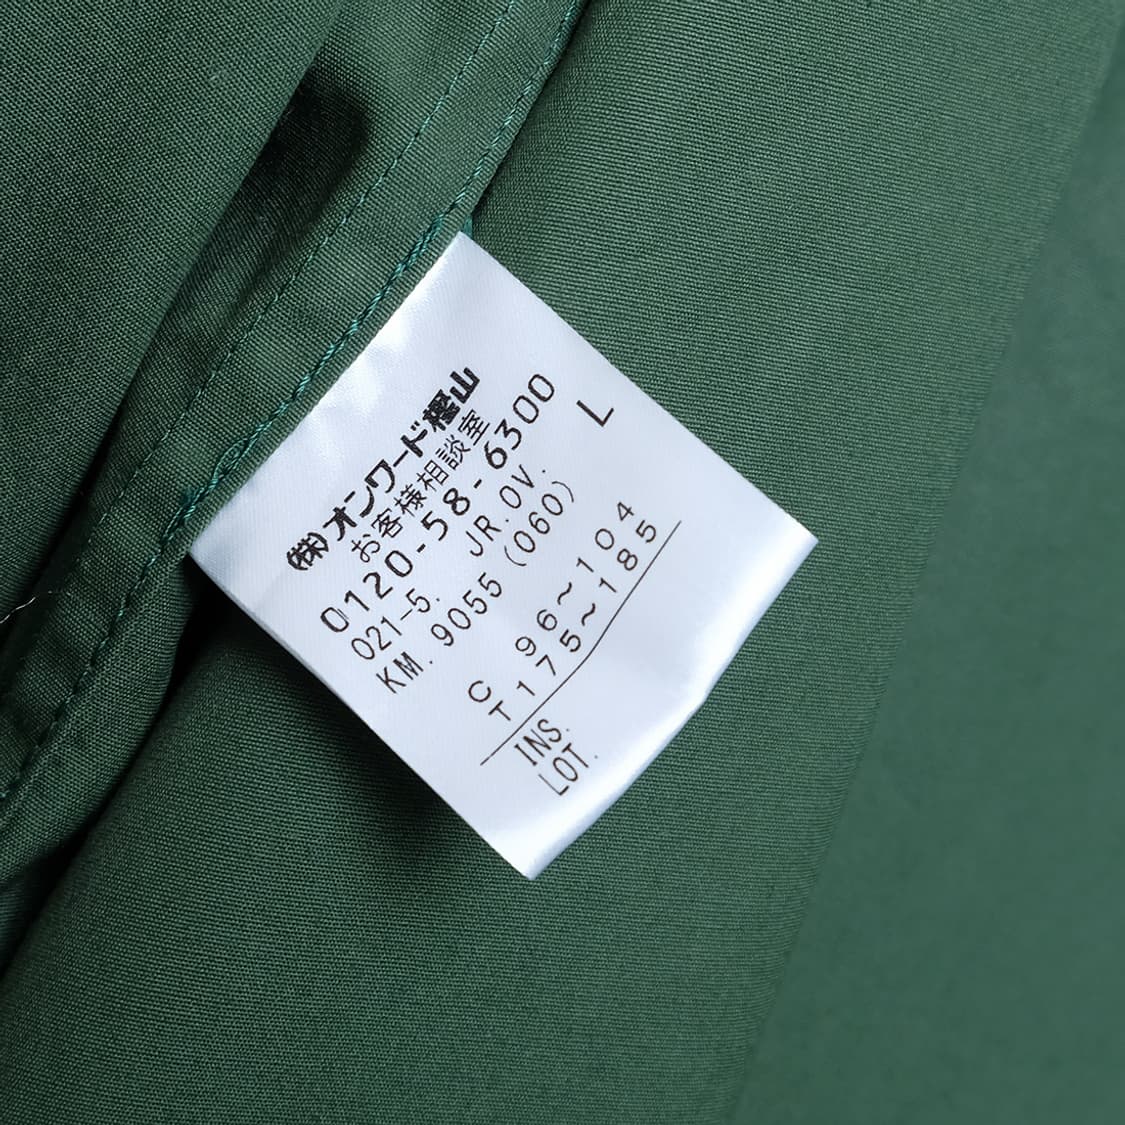 ㈱オンワード樫山
お客様相談室
0120-58-6300
021-5. JR.OV. L
KM.9055 (060)
C 96～104
T 175～185
INS.
LOT.